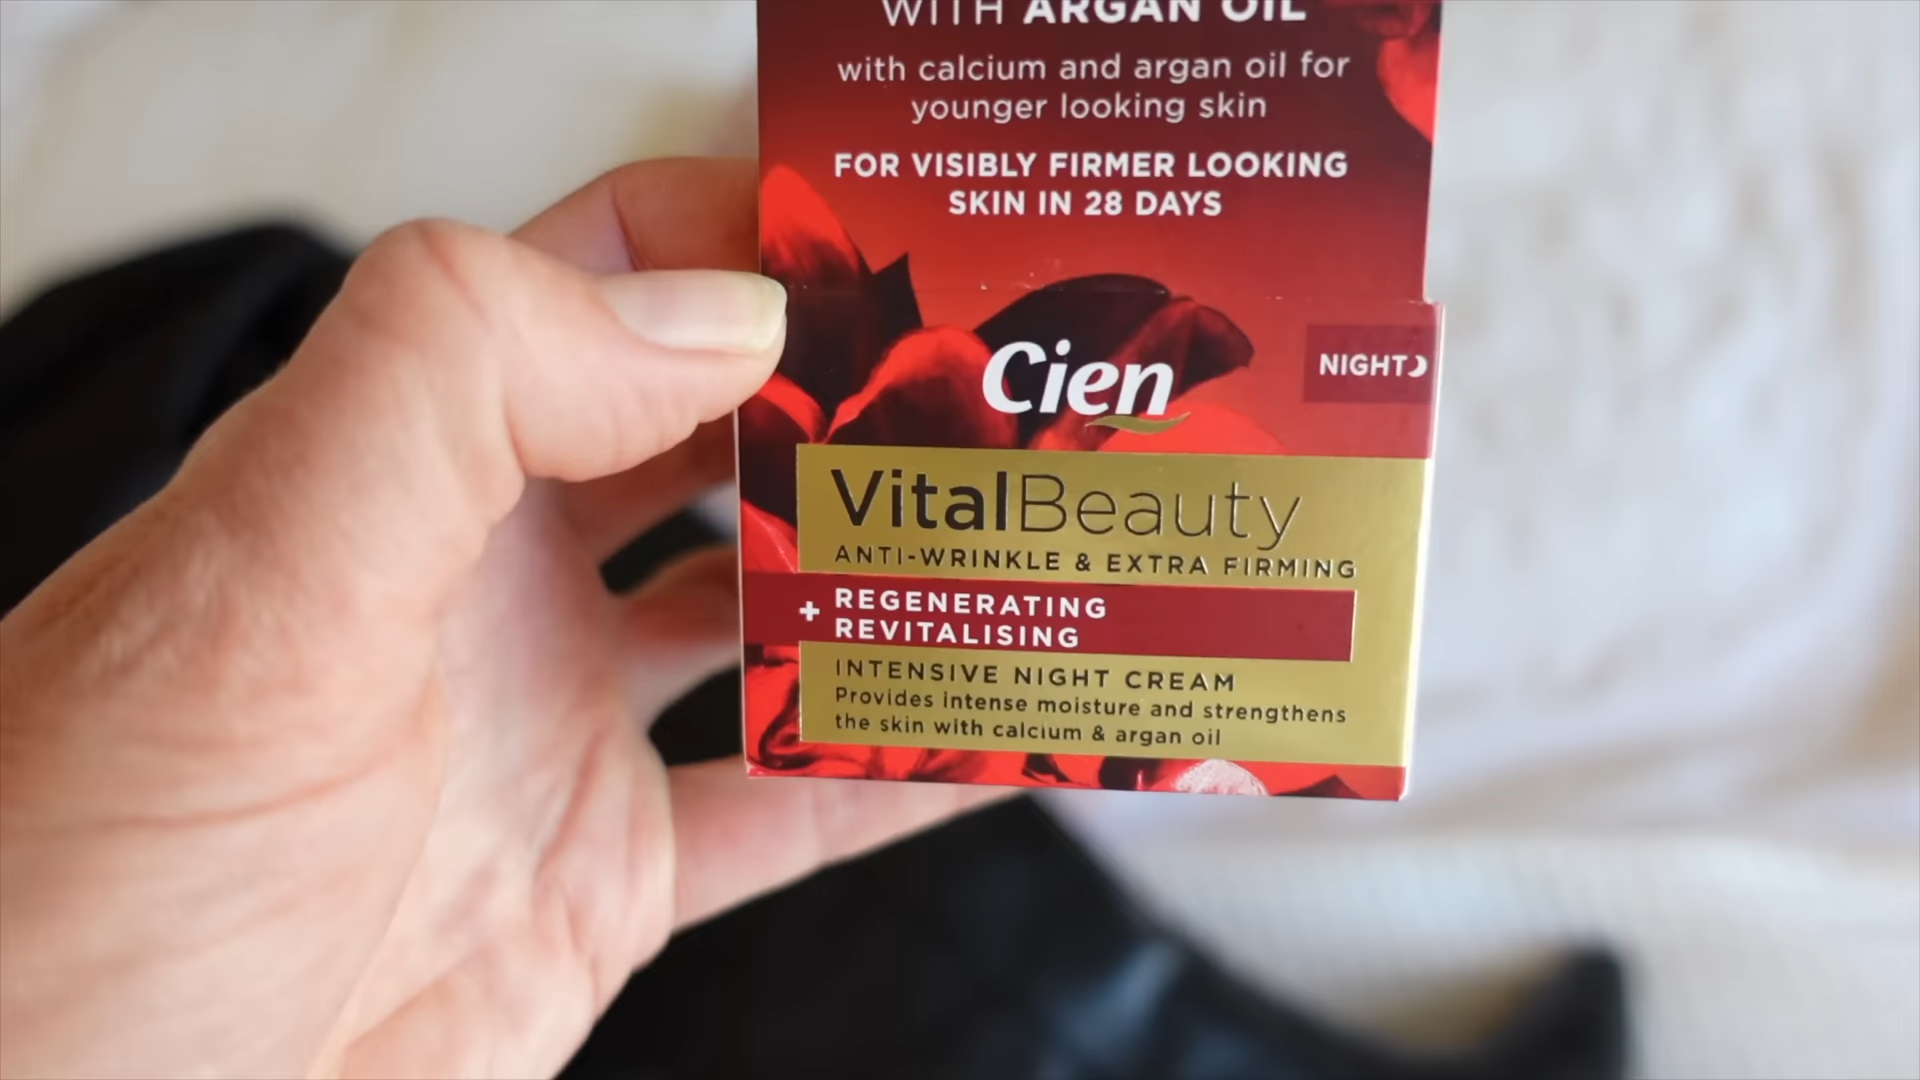 WITH ARGAN OIL
with calcium and argan oil for
younger looking skin
FOR VISIBLY FIRMER LOOKING
SKIN IN 28 DAYS
Cien
NIGHT
VitalBeauty
ANTI-WRINKLE & EXTRA FIRMING
+ REGENERATING
REVITALISING
INTENSIVE NIGHT CREAM
Provides intense moisture and strengthens
the skin with calcium & argan oil